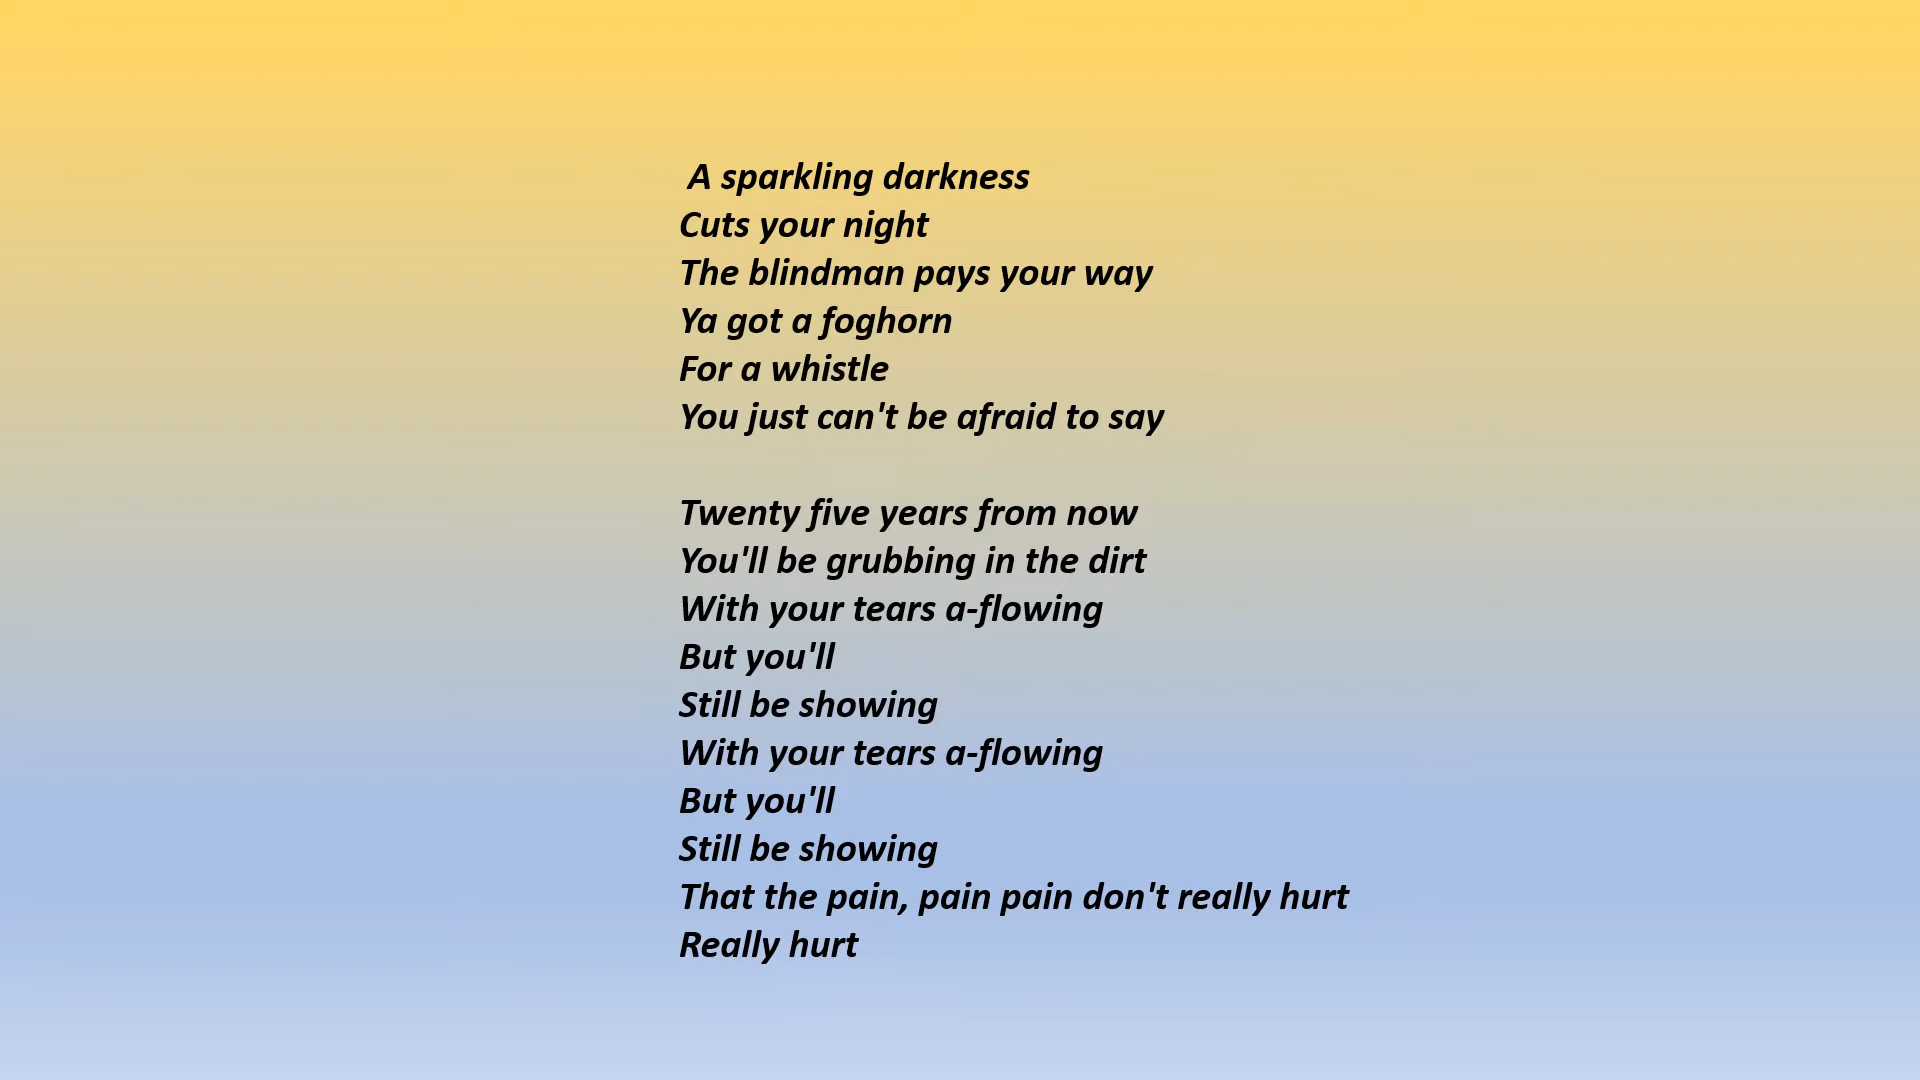 A sparkling darkness
Cuts your night
The blindman pays your way
Ya got a foghorn
For a whistle
You just can't be afraid to say
Twenty five years from now
You'll be grubbing in the dirt
With your tears a-flowing
But you'll
Still be showing
With your tears a-flowing
But you'll
Still be showing
That the pain, pain pain don't really hurt
Really hurt